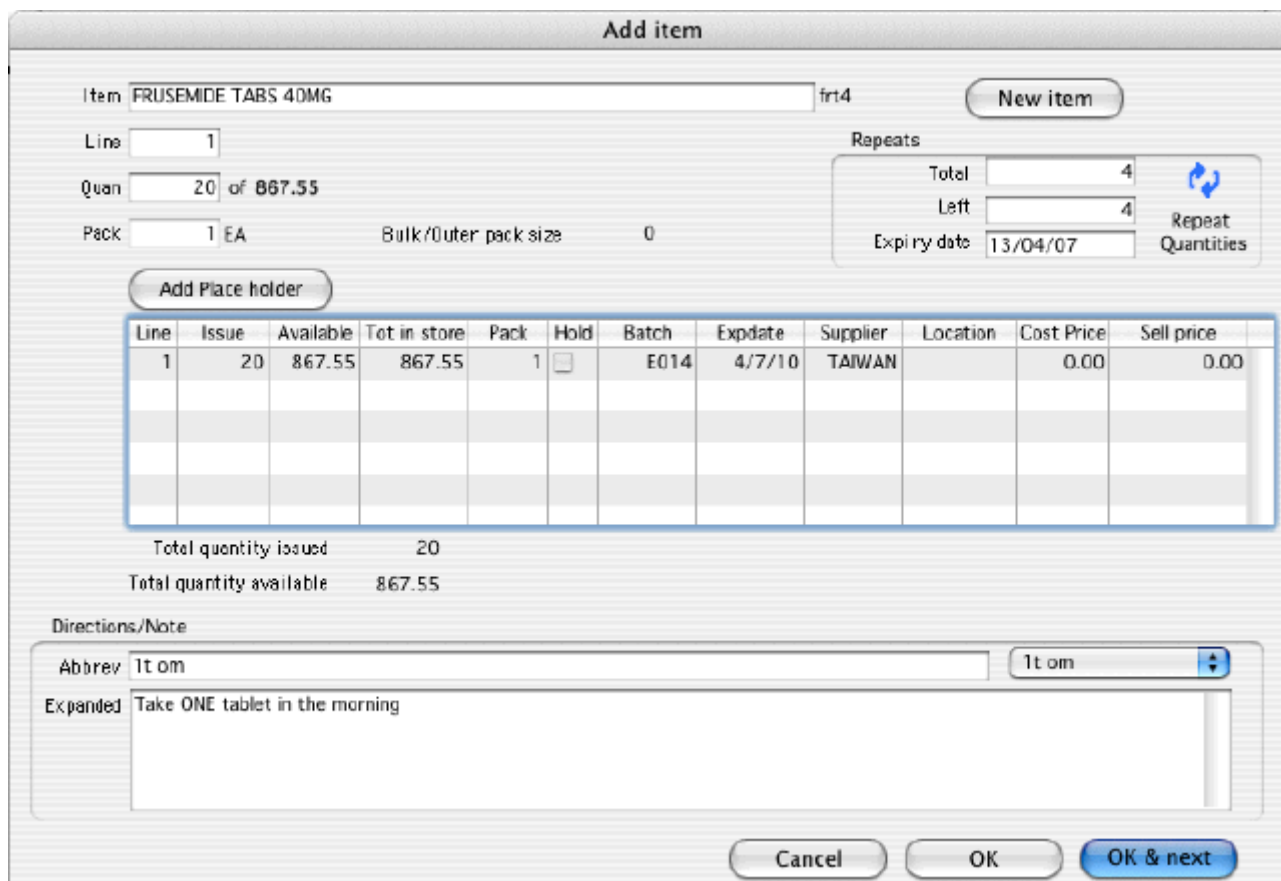 Add item
Item FRUSEMIDE TABS 40MG frt4 New item
Line 1 Repeats
Total 4
Quan 20 of 867.55
Left 4
Pack 1 EA Bulk/Outer pack size 0
Expiry date 13/04/07
Repeat
Quantities
Add Place holder
Line Issue Available Tot in store Pack Hold Batch Expdate Supplier Location Cost Price Sell price
1 20 867.55 867.55 1 E014 4/7/10 TAIWAN 0.00 0.00
Total quantity issued 20
Total quantity available 867.55
Directions/Note
Abbrev 1t om 1t om
Expanded Take ONE tablet in the morning
Cancel OK OK & next